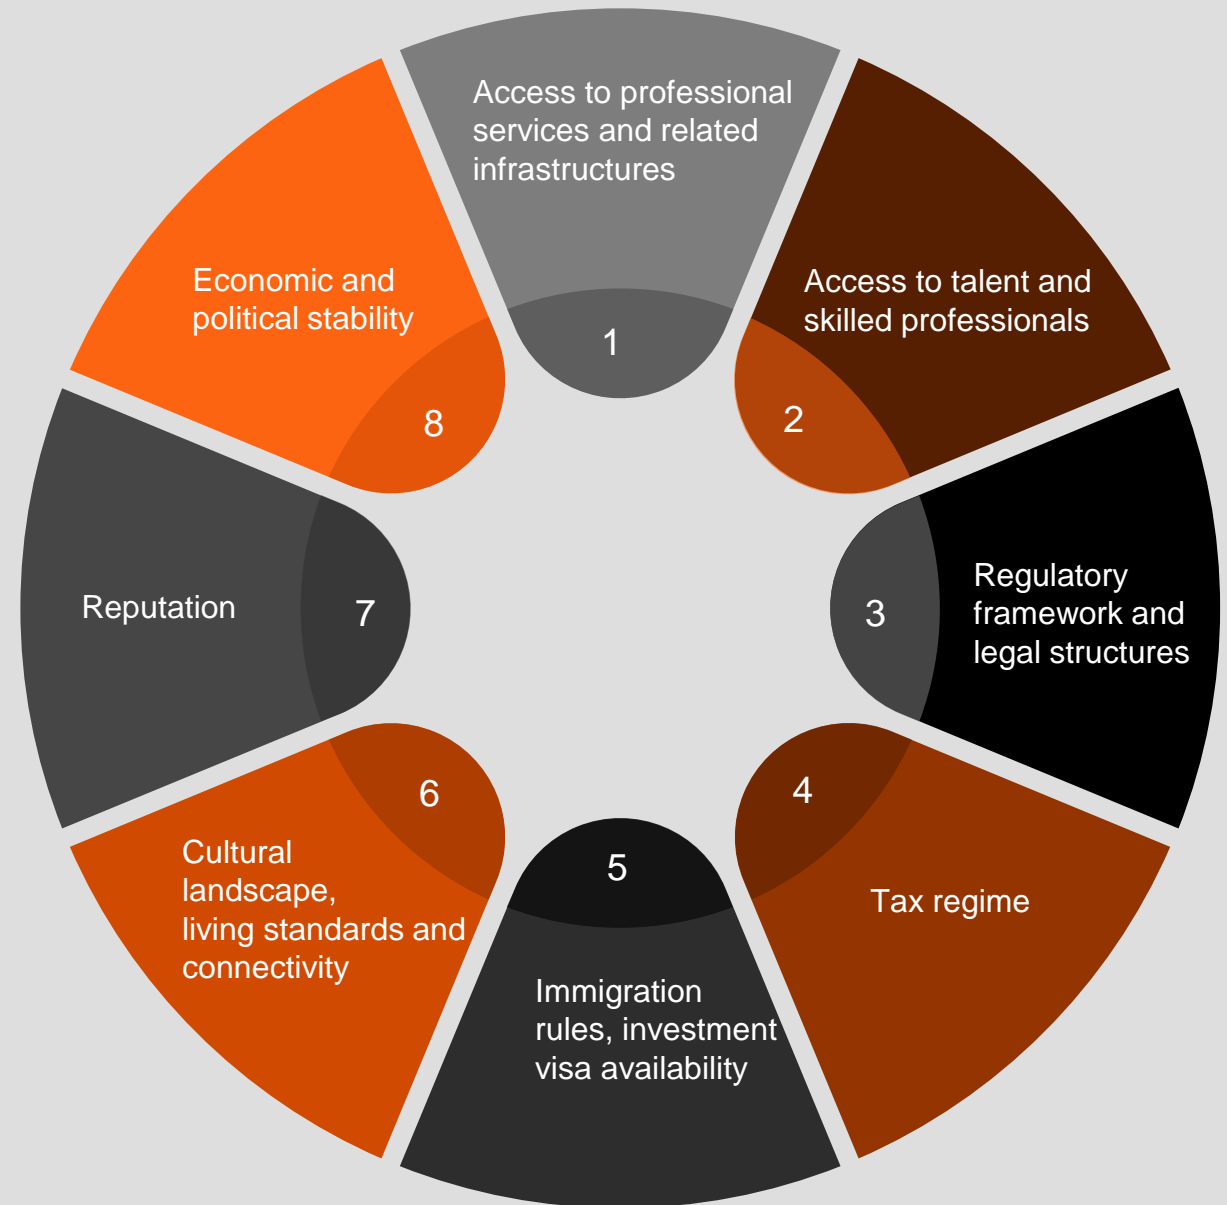 Access to professional
services and related
infrastructures
1
Access to talent and
skilled professionals
2
Regulatory
framework and
legal structures
3
Tax regime
4
Immigration
rules, investment
visa availability
5
Cultural
landscape,
living standards and
connectivity
6
Reputation
7
Economic and
political stability
8